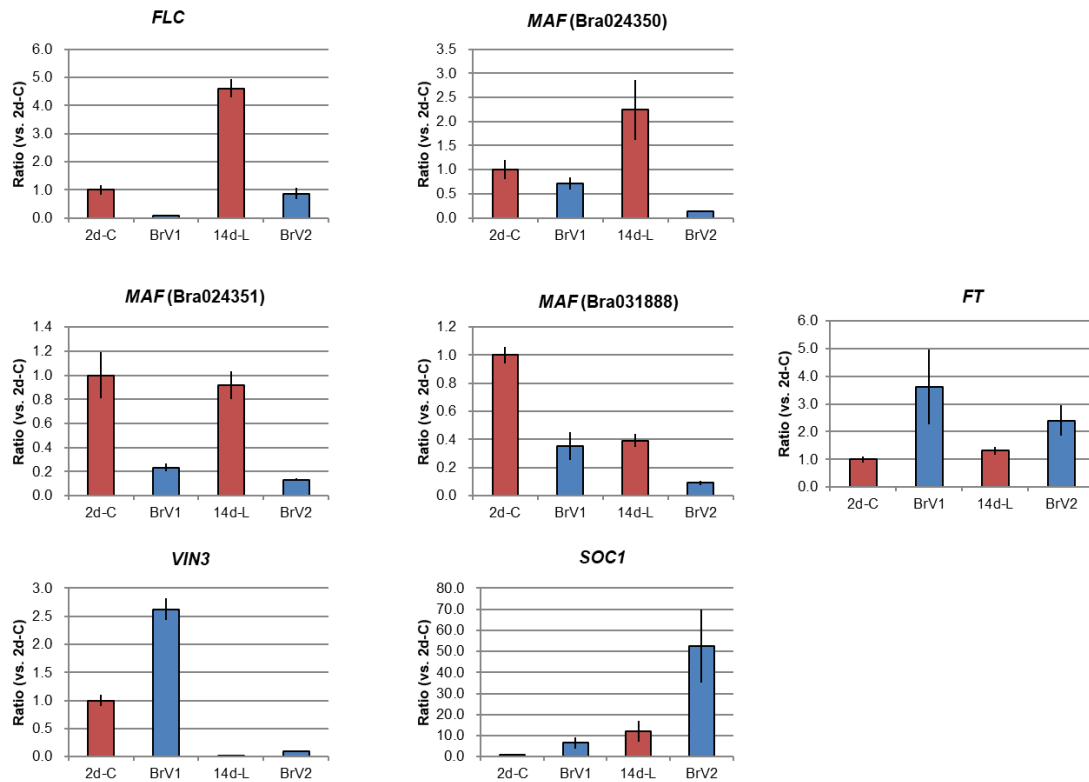 FLC
Ratio (vs. 2d-C)
6.0
5.0
4.0
3.0
2.0
1.0
0.0
2d-C BrV1 14d-L BrV2
MAF (Bra024350)
Ratio (vs. 2d-C)
3.5
3.0
2.5
2.0
1.5
1.0
0.5
0.0
2d-C BrV1 14d-L BrV2
MAF (Bra024351)
Ratio (vs. 2d-C)
1.4
1.2
1.0
0.8
0.6
0.4
0.2
0.0
2d-C BrV1 14d-L BrV2
MAF (Bra031888)
Ratio (vs. 2d-C)
1.2
1.0
0.8
0.6
0.4
0.2
0.0
2d-C BrV1 14d-L BrV2
FT
Ratio (vs. 2d-C)
6.0
5.0
4.0
3.0
2.0
1.0
0.0
2d-C BrV1 14d-L BrV2
VIN3
Ratio (vs. 2d-C)
3.0
2.5
2.0
1.5
1.0
0.5
0.0
2d-C BrV1 14d-L BrV2
SOC1
Ratio (vs. 2d-C)
80.0
70.0
60.0
50.0
40.0
30.0
20.0
10.0
0.0
2d-C BrV1 14d-L BrV2